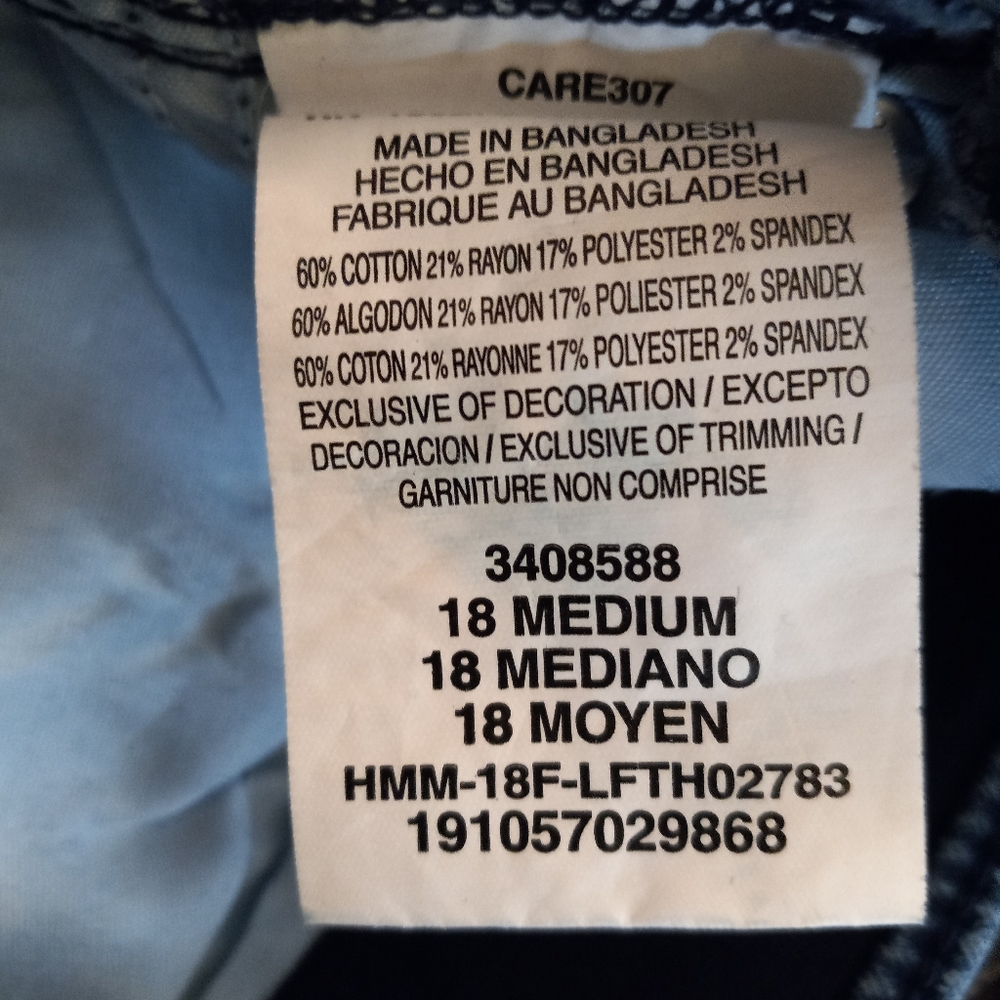 CARE307
MADE IN BANGLADESH
HECHO EN BANGLADESH
FABRIQUE AU BANGLADESH
60% COTTON 21% RAYON 17% POLYESTER 2% SPANDEX
60% ALGODON 21% RAYON 17% POLIESTER 2% SPANDEX
60% COTON 21% RAYONNE 17% POLYESTER 2% SPANDEX
EXCLUSIVE OF DECORATION / EXCEPTO
DECORACION / EXCLUSIVE OF TRIMMING /
GARNITURE NON COMPRISE
3408588
18 MEDIUM
18 MEDIANO
18 MOYEN
HMM-18F-LFTH02783
191057029868